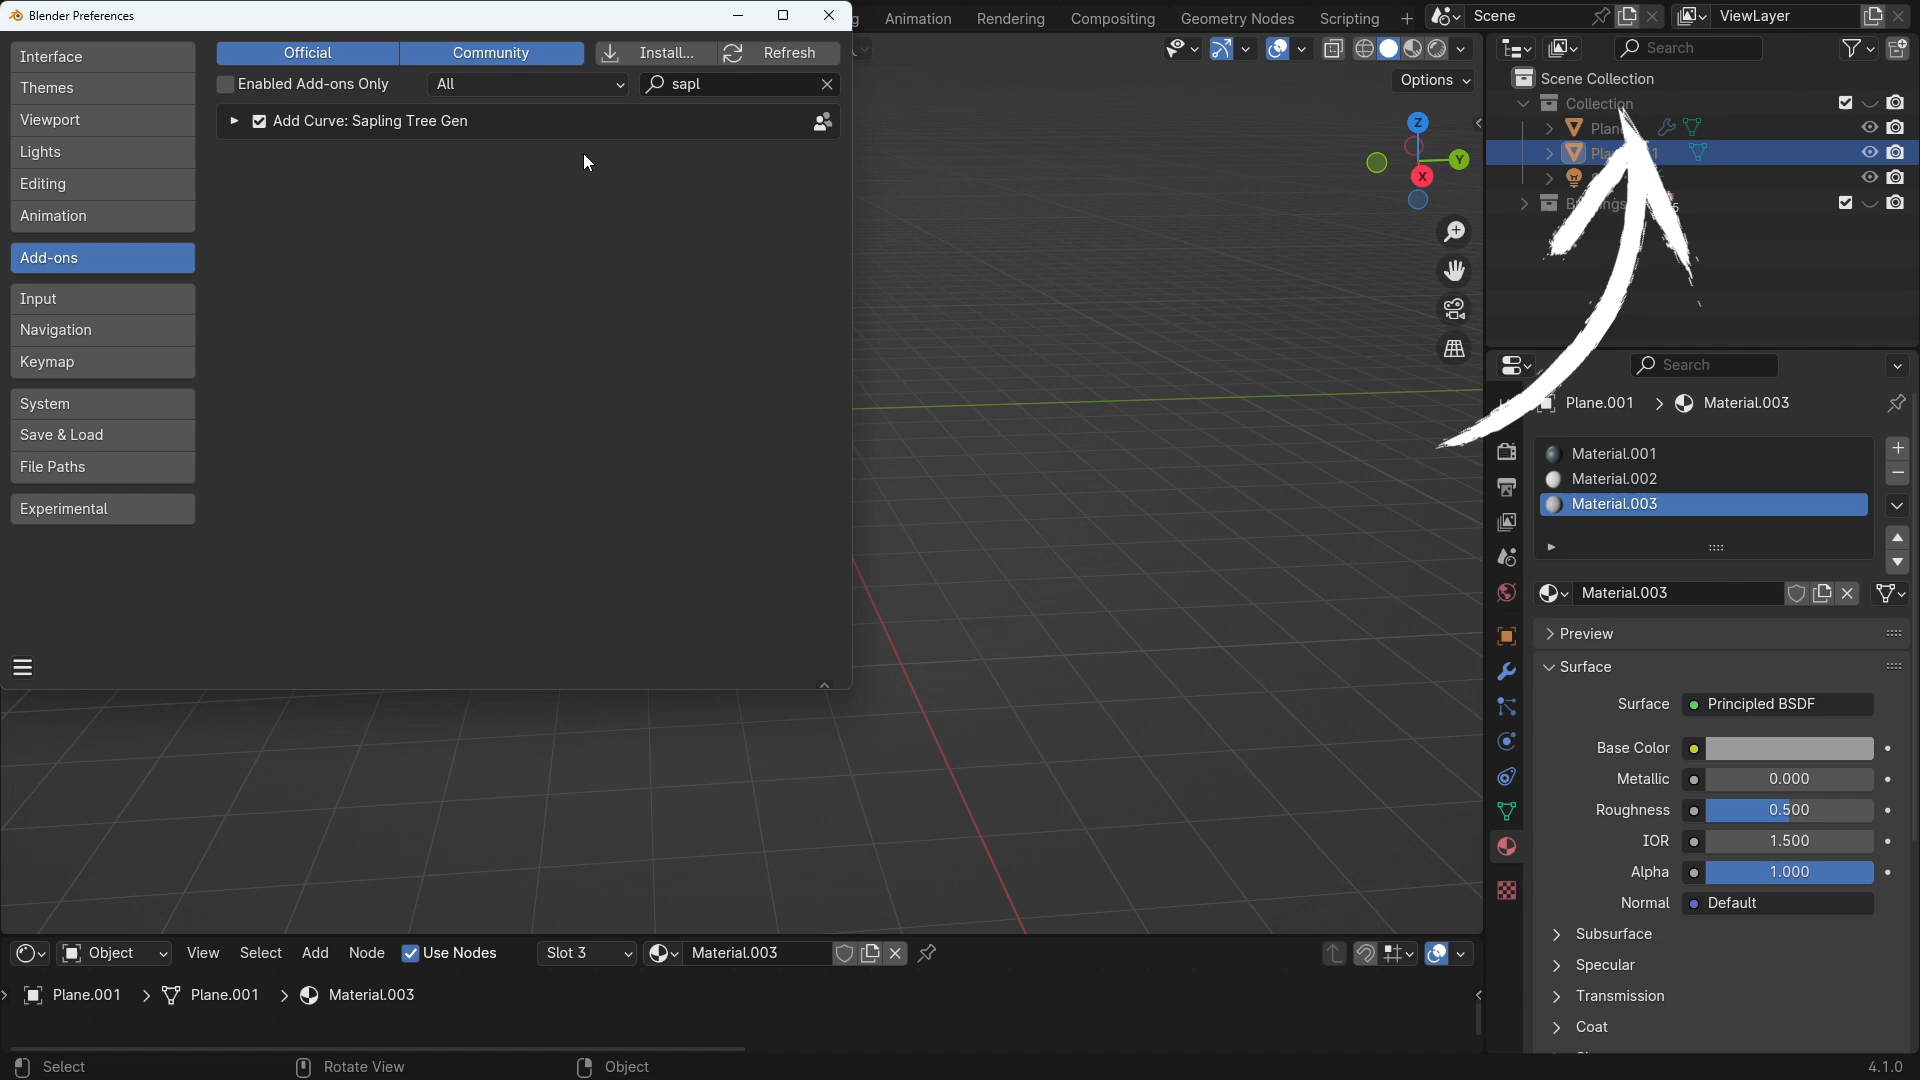 Blender Preferences
Interface
Themes
Viewport
Lights
Editing
Animation
Add-ons
Input
Navigation
Keymap
System
Save & Load
File Paths
Experimental
Official
Community
Install...
Refresh
Enabled Add-ons Only
All
sapl
Add Curve: Sapling Tree Gen
Animation
Rendering
Compositing
Geometry Nodes
Scripting
Scene
ViewLayer
Options
Z
Y
X
Search
Scene Collection
Collection
Search
Plane.001
Material.003
Material.001
Material.002
Material.003
Material.003
Preview
Surface
Surface
Principled BSDF
Base Color
Metallic
0.000
Roughness
0.500
IOR
1.500
Alpha
1.000
Normal
Default
Subsurface
Specular
Transmission
Coat
Object
View
Select
Add
Node
Use Nodes
Slot 3
Material.003
Plane.001
Plane.001
Material.003
Select
Rotate View
Object
4.1.0